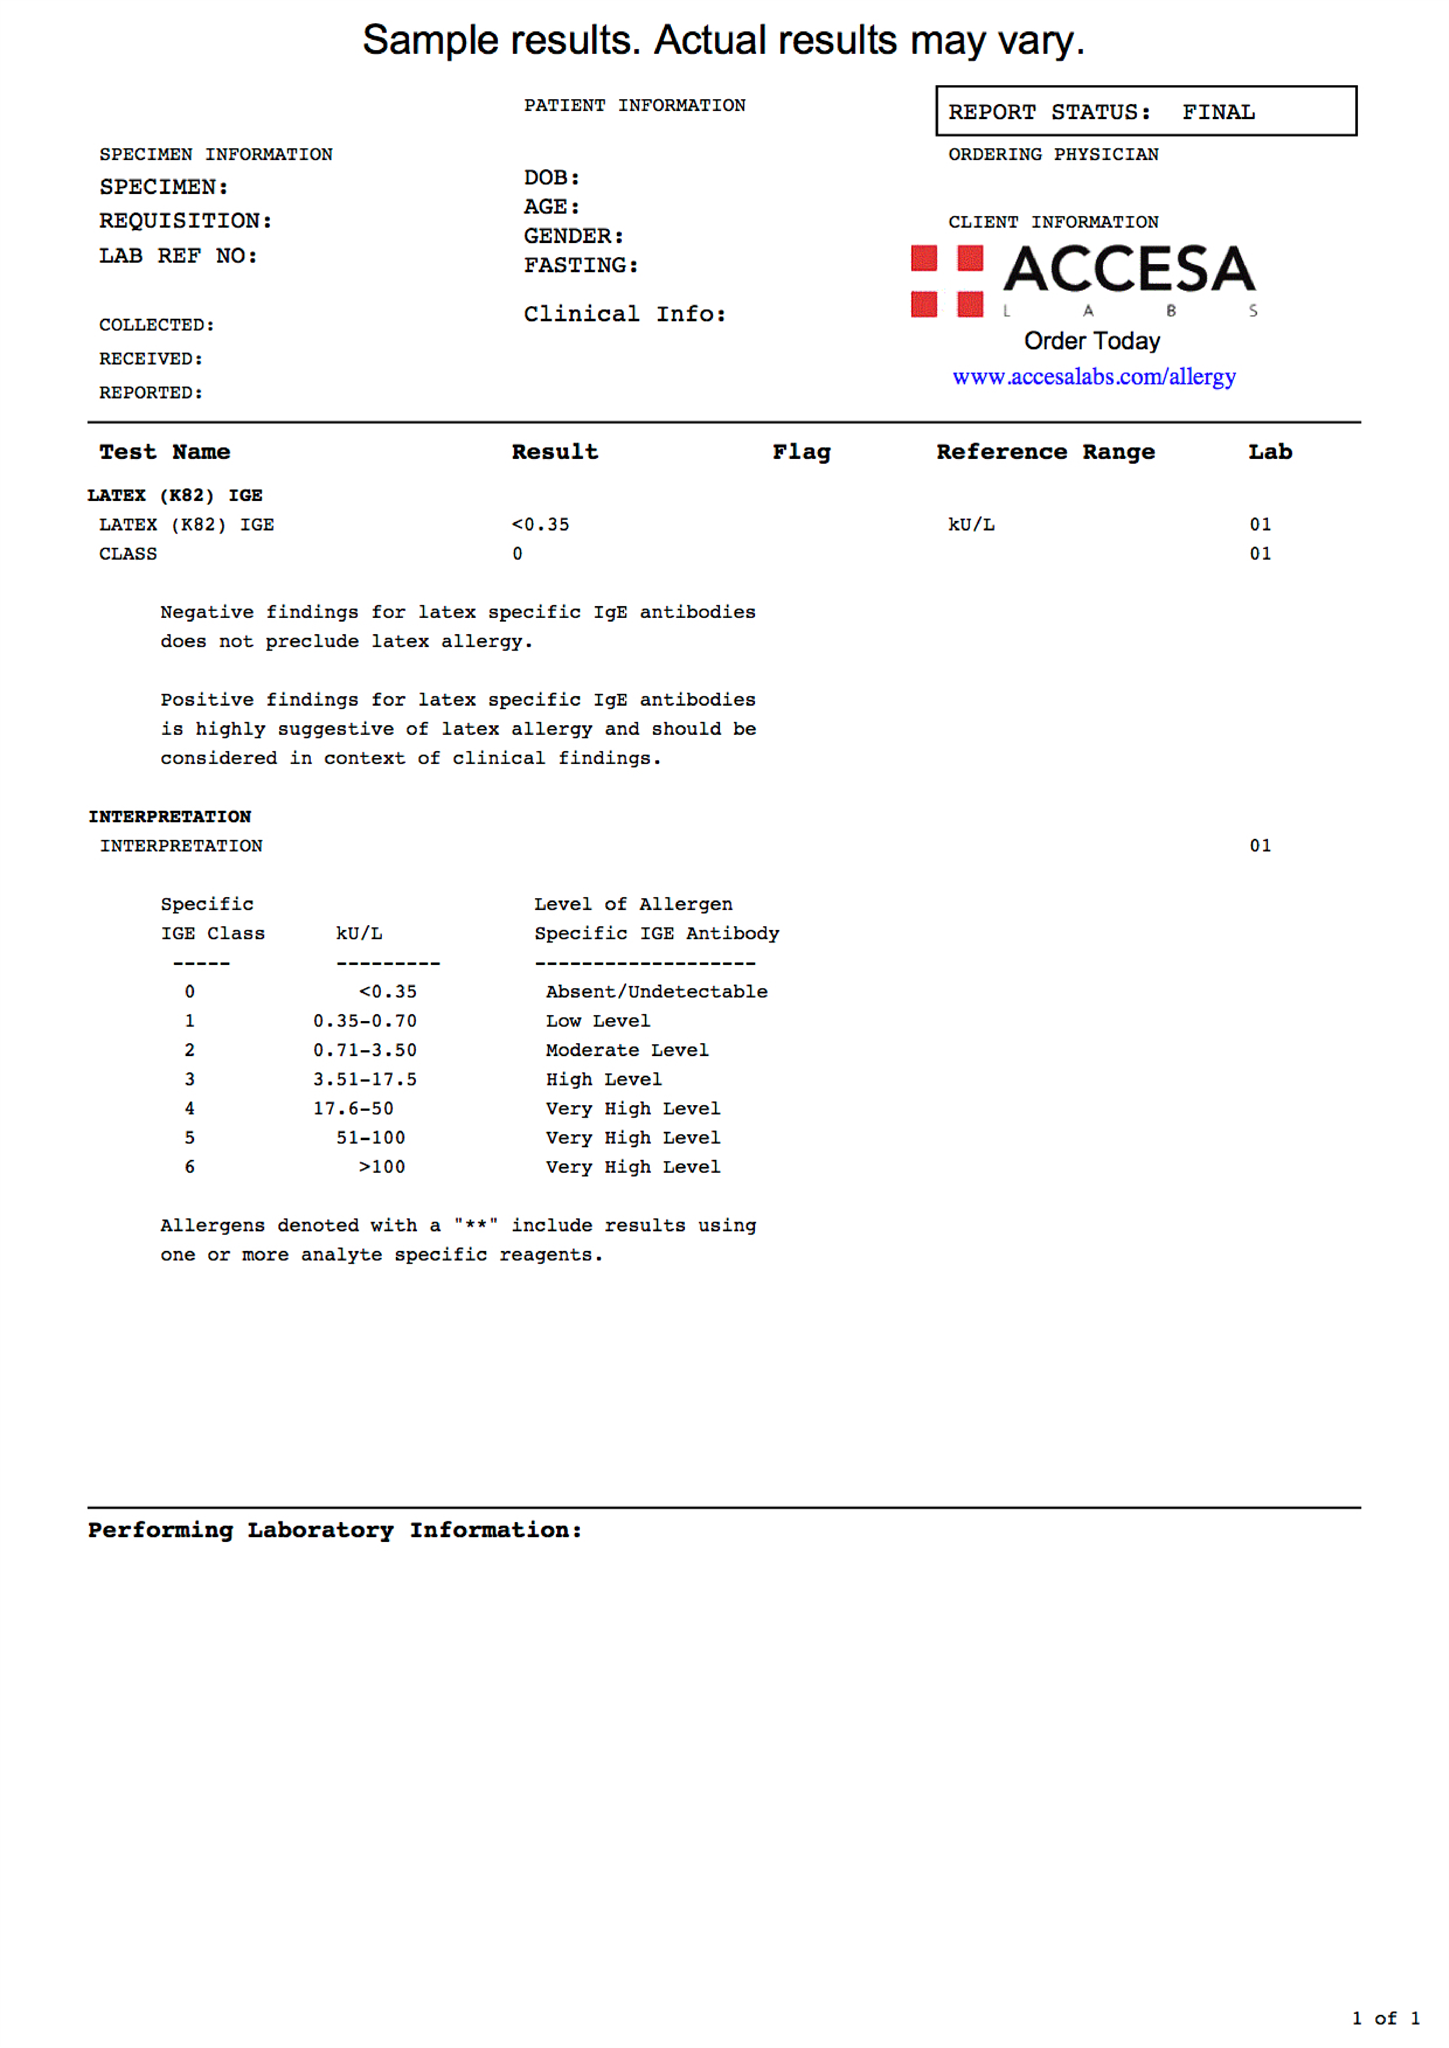 Sample results. Actual results may vary.
PATIENT INFORMATION
REPORT STATUS: FINAL
SPECIMEN INFORMATION
ORDERING PHYSICIAN
SPECIMEN:
DOB:
REQUISITION:
AGE:
CLIENT INFORMATION
GENDER:
LAB REF NO:
FASTING:
ACCESA
LABS
Clinical Info:
COLLECTED:
Order Today
RECEIVED:
www.accesalabs.com/allergy
REPORTED:
Test Name Result Flag Reference Range Lab
LATEX (K82) IGE
LATEX (K82) IGE <0.35 kU/L 01
CLASS 0 01
Negative findings for latex specific IgE antibodies
does not preclude latex allergy.
Positive findings for latex specific IgE antibodies
is highly suggestive of latex allergy and should be
considered in context of clinical findings.
INTERPRETATION
INTERPRETATION 01
Specific Level of Allergen
IGE Class kU/L Specific IGE Antibody
----- --------- -------------------
0 <0.35 Absent/Undetectable
1 0.35-0.70 Low Level
2 0.71-3.50 Moderate Level
3 3.51-17.5 High Level
4 17.6-50 Very High Level
5 51-100 Very High Level
6 >100 Very High Level
Allergens denoted with a "**" include results using
one or more analyte specific reagents.
Performing Laboratory Information:
1 of 1